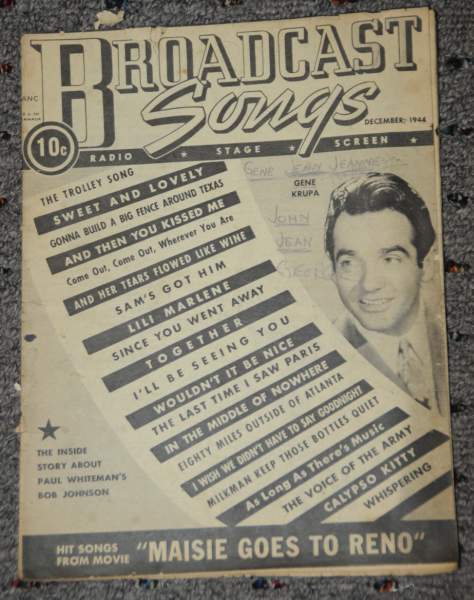 BROADCAST
Songs
DECEMBER, 1944
10c
RADIO ★ STAGE ★ SCREEN ★
GENE JEAN
GENE
KRUPA
JOHN
JEAN
THE TROLLEY SONG
SWEET AND LOVELY
GONNA BUILD A BIG FENCE AROUND TEXAS
AND THEN YOU KISSED ME
Come Out, Come Out, Wherever You Are
AND HER TEARS FLOWED LIKE WINE
SAM'S GOT HIM
LILI MARLENE
SINCE YOU WENT AWAY
TOGETHER
I'LL BE SEEING YOU
WOULDN'T IT BE NICE
THE LAST TIME I SAW PARIS
IN THE MIDDLE OF NOWHERE
EIGHTY MILES OUTSIDE OF ATLANTA
I WISH WE DIDN'T HAVE TO SAY GOODNIGHT
MILKMAN KEEP THOSE BOTTLES QUIET
As Long As There's Music
THE VOICE OF THE ARMY
CALYPSO KITTY
WHISPERING
THE INSIDE
STORY ABOUT
PAUL WHITEMAN'S
BOB JOHNSON
HIT SONGS
FROM MOVIE "MAISIE GOES TO RENO"